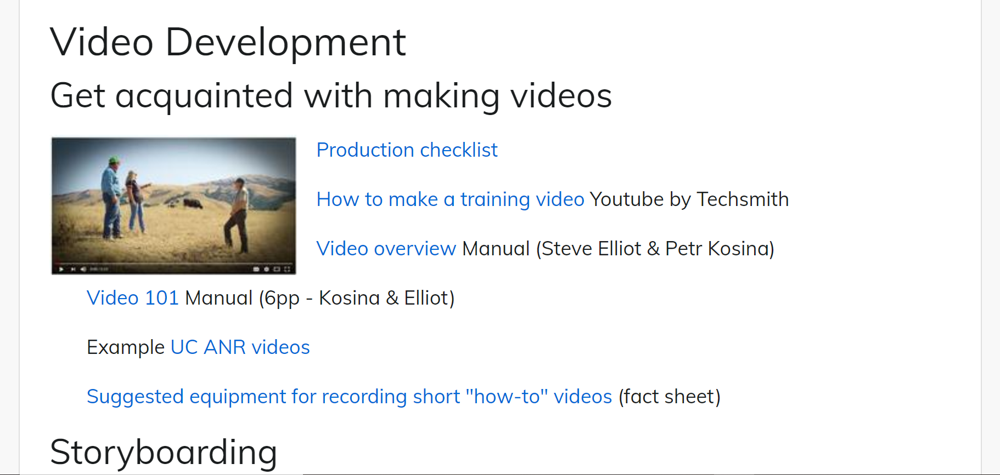 Video Development
Get acquainted with making videos
Production checklist
How to make a training video Youtube by Techsmith
Video overview Manual (Steve Elliot & Petr Kosina)
Video 101 Manual (6pp - Kosina & Elliot)
Example UC ANR videos
Suggested equipment for recording short "how-to" videos (fact sheet)
Storyboarding